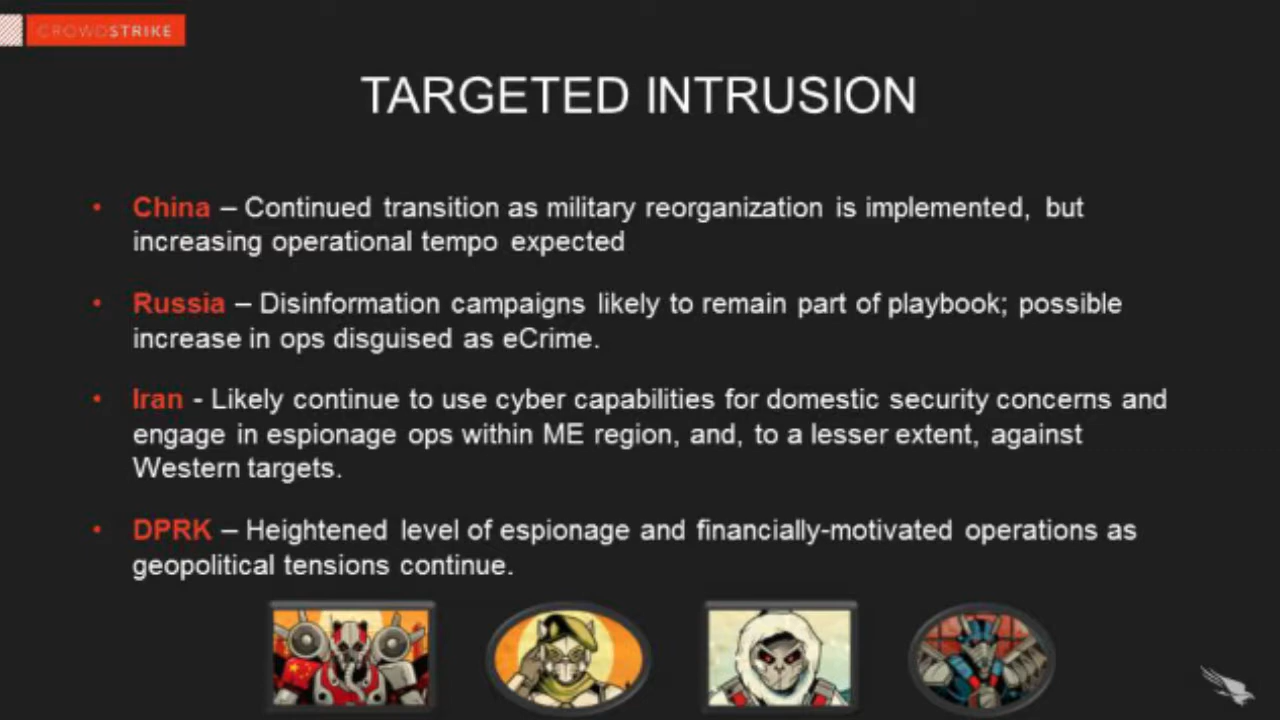 CROWDSTRIKE
TARGETED INTRUSION
• China – Continued transition as military reorganization is implemented, but
increasing operational tempo expected
• Russia – Disinformation campaigns likely to remain part of playbook; possible
increase in ops disguised as eCrime.
• Iran - Likely continue to use cyber capabilities for domestic security concerns and
engage in espionage ops within ME region, and, to a lesser extent, against
Western targets.
• DPRK – Heightened level of espionage and financially-motivated operations as
geopolitical tensions continue.